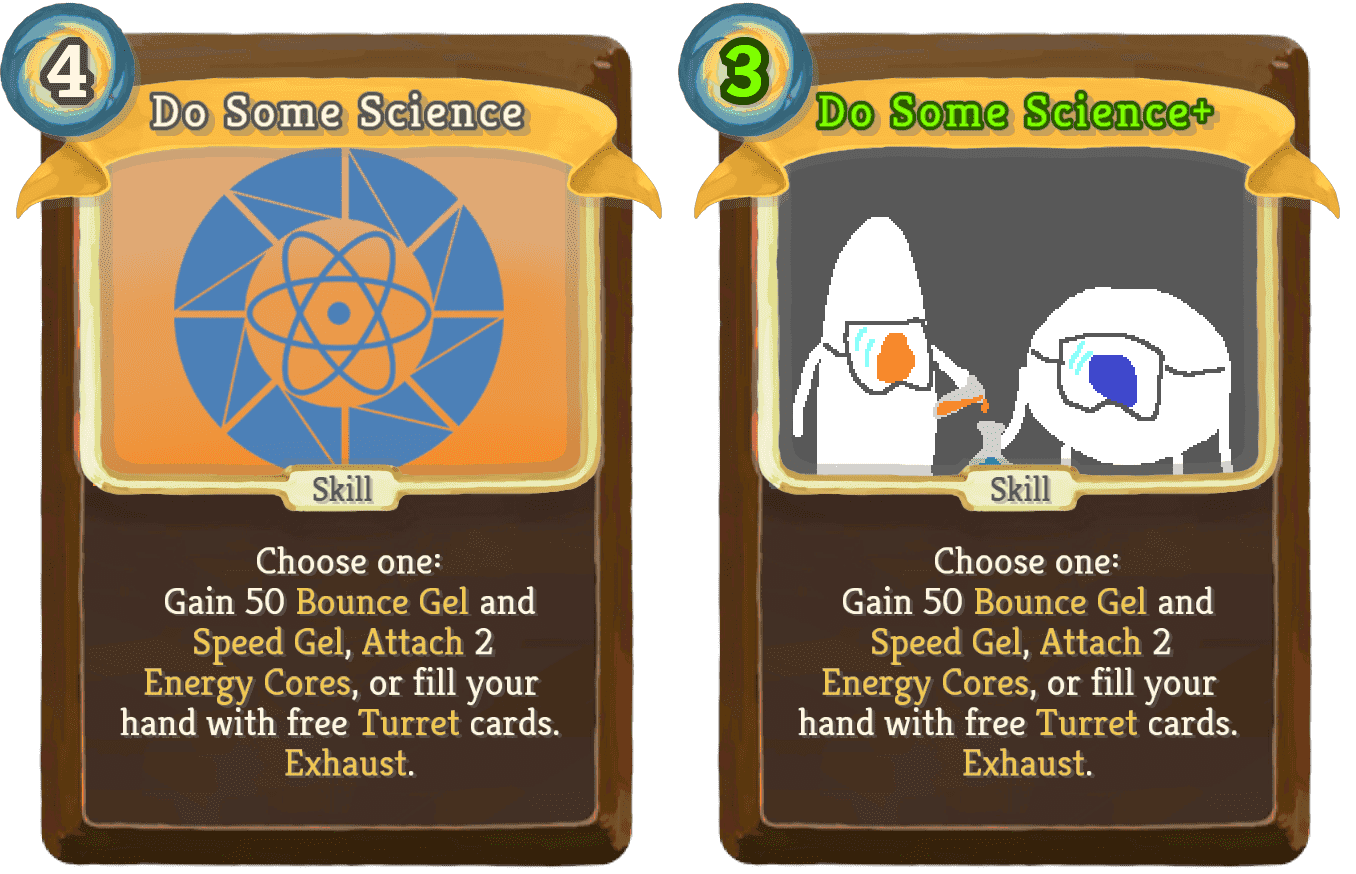 4
Do Some Science
Skill
Choose one:
Gain 50 Bounce Gel and
Speed Gel, Attach 2
Energy Cores, or fill your
hand with free Turret cards.
Exhaust.
3
Do Some Science+
Skill
Choose one:
Gain 50 Bounce Gel and
Speed Gel, Attach 2
Energy Cores, or fill your
hand with free Turret cards.
Exhaust.